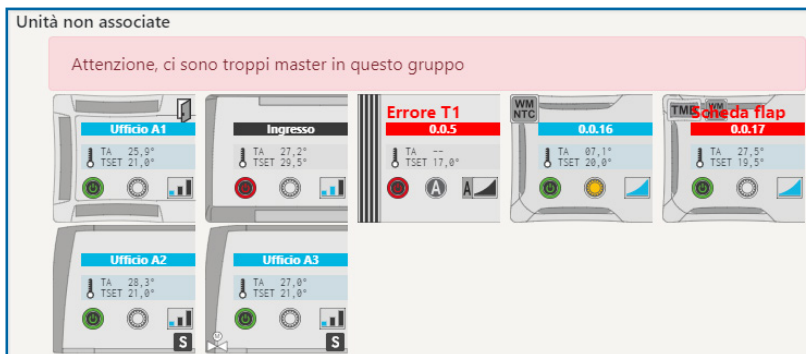 Unità non associate
Attenzione, ci sono troppi master in questo gruppo
Ufficio A1
TA 25,9°
TSET 21,0°
Ingresso
TA 27,2°
TSET 29,5°
Errore T1
0.0.5
TA --
TSET 17,0°
A
A
WM
NTC
0.0.16
TA 07,1°
TSET 20,0°
TMB
WM
Scheda flap
0.0.17
TA 27,5°
TSET 19,5°
Ufficio A2
TA 28,3°
TSET 21,0°
S
Ufficio A3
TA 27,0°
TSET 21,0°
S